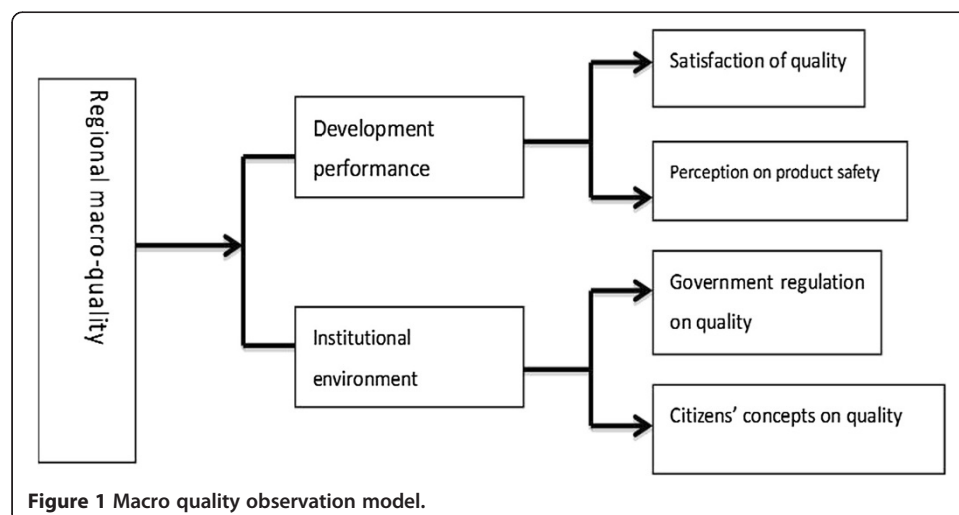 Regional macro-quality
Development
performance
Institutional
environment
Satisfaction of quality
Perception on product safety
Government regulation
on quality
Citizens’ concepts on quality
Figure 1 Macro quality observation model.